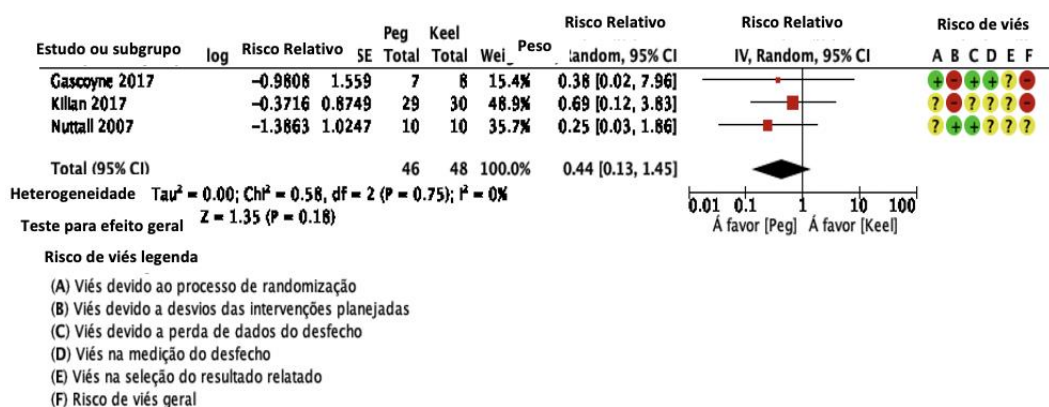 Estudo ou subgrupo log Risco Relativo SE Peg Total Keel Total Wei Peso Risco Relativo Random, 95% CI Risco Relativo IV, Random, 95% CI Risco de viés A B C D E F
Gascoyne 2017 −0.9808 1.559 7 8 15.4% 0.38 [0.02, 7.96] + − + + ? −
Kilian 2017 −0.3716 0.8749 29 30 48.9% 0.69 [0.12, 3.83] ? − ? ? ? −
Nuttall 2007 −1.3863 1.0247 10 10 35.7% 0.25 [0.03, 1.86] ? + + ? ? ?
Total (95% CI) 46 48 100.0% 0.44 [0.13, 1.45]
Heterogeneidade Tau² = 0.00; Chi² = 0.58, df = 2 (P = 0.75); I² = 0%
Teste para efeito geral Z = 1.35 (P = 0.18)
0.01 0.1 1 10 100
Á favor [Peg] Á favor [Keel]
Risco de viés legenda
(A) Viés devido ao processo de randomização
(B) Viés devido a desvios das intervenções planejadas
(C) Viés devido a perda de dados do desfecho
(D) Viés na medição do desfecho
(E) Viés na seleção do resultado relatado
(F) Risco de viés geral